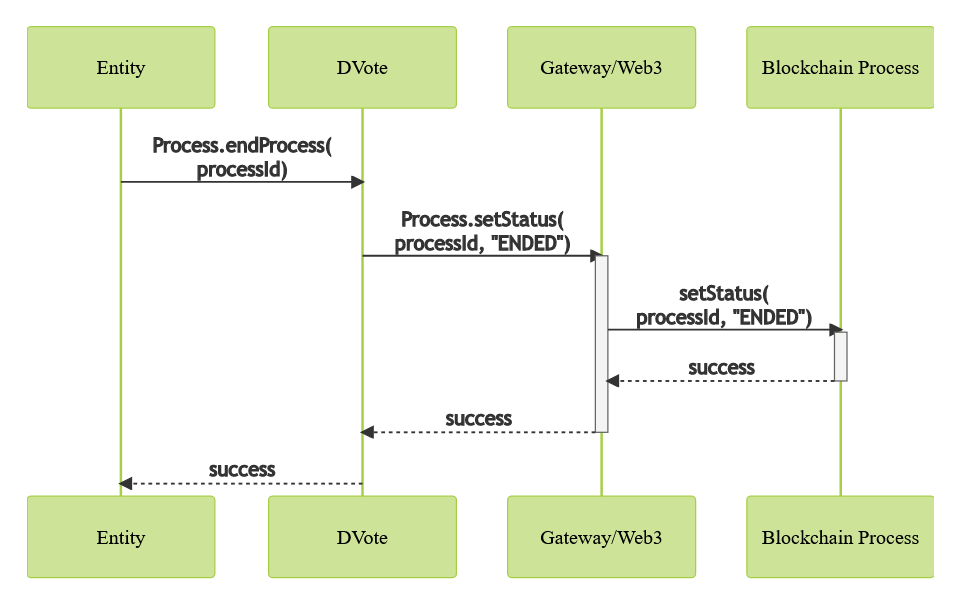 Entity
DVote
Gateway/Web3
Blockchain Process
Process.endProcess(
processId)
Process.setStatus(
processId, "ENDED")
setStatus(
processId, "ENDED")
success
success
success
Entity
DVote
Gateway/Web3
Blockchain Process